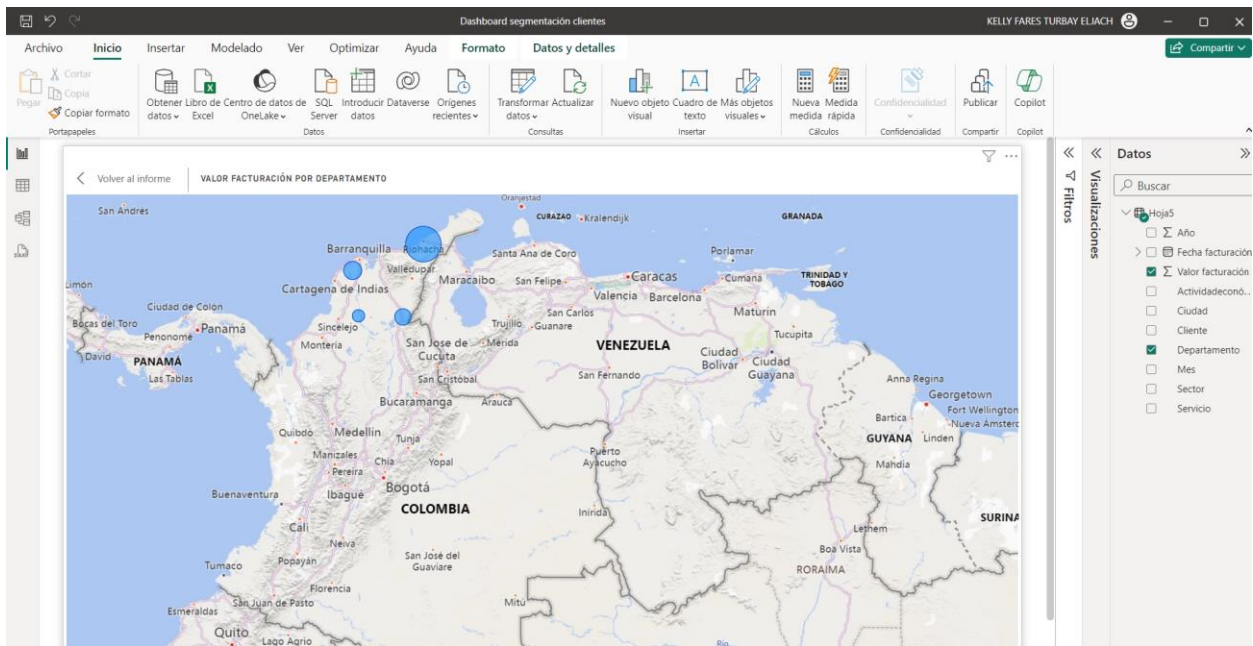 Dashboard segmentación clientes
KELLY FARES TURBAY ELJACH
Archivo Inicio Insertar Modelado Ver Optimizar Ayuda Formato Datos y detalles
Compartir
Pegar
Cortar
Copia
Copiar formato
Obtener datos
Libro de Excel
Centro de datos de OneLake
SQL Server
Introducir datos
Dataverse
Orígenes recientes
Transformar datos
Actualizar
Nuevo objeto visual
Cuadro de texto
Más objetos visuales
Nueva medida
Medida rápida
Confidencialidad
Publicar
Copilot
Portapapeles
Datos
Consultas
Insertar
Cálculos
Confidencialidad
Compartir
Copilot
Volver al informe
VALOR FACTURACIÓN POR DEPARTAMENTO
Filtros
Visualizaciones
Datos
Buscar
Hoja5
Año
Fecha facturación
Valor facturación
Actividadeconó...
Ciudad
Cliente
Departamento
Mes
Sector
Servicio
San Andrés
Oranjestad
CURAZAO
Kralendijk
GRANADA
Barranquilla
Riohacha
Santa Ana de Coro
Porlamar
Valledupar
Maracaibo
San Felipe
Caracas
Cumana
TRINIDAD Y TOBAGO
Limón
Cartagena de Indias
Valencia
Barcelona
Ciudad de Colón
San Carlos
Maturín
Bocas del Toro
Penonomé
Panamá
Sincelejo
Trujillo
Guanare
Tucupita
David
PANAMÁ
Montería
San Jose de Cucuta
Mérida
VENEZUELA
Ciudad Bolivar
Ciudad Guayana
Las Tablas
San Cristóbal
San Fernando
Anna Regina
Georgetown
Bucaramanga
Arauca
Bartica
Fort Wellington
Nueva Amsterd
Quibdó
Medellín
Tunja
GUYANA
Linden
Manizales
Chia
Yopal
Puerto Ayacucho
Mahdia
Pereira
Buenaventura
Ibagué
Bogotá
COLOMBIA
Inirida
SURINA
Cali
Lethem
Neiva
Boa Vista
Tumaco
Popayán
San José del Guaviare
RORAIMA
Florencia
Esmeraldas
San Juan de Pasto
Mitú
Quito
Lago Agrio